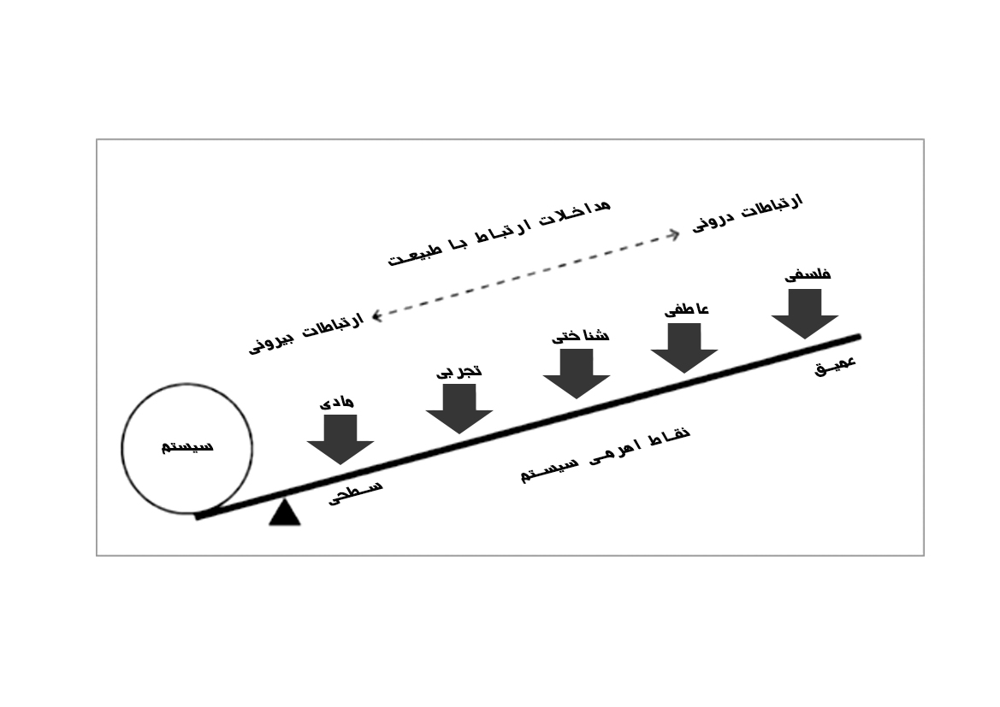 مداخلات ارتباط با طبیعت
ارتباطات درونی
ارتباطات بیرونی
فلسفی
عاطفی
شناختی
تجربی
مادی
عمیق
سطحی
نقاط اهرمی سیستم
سیستم